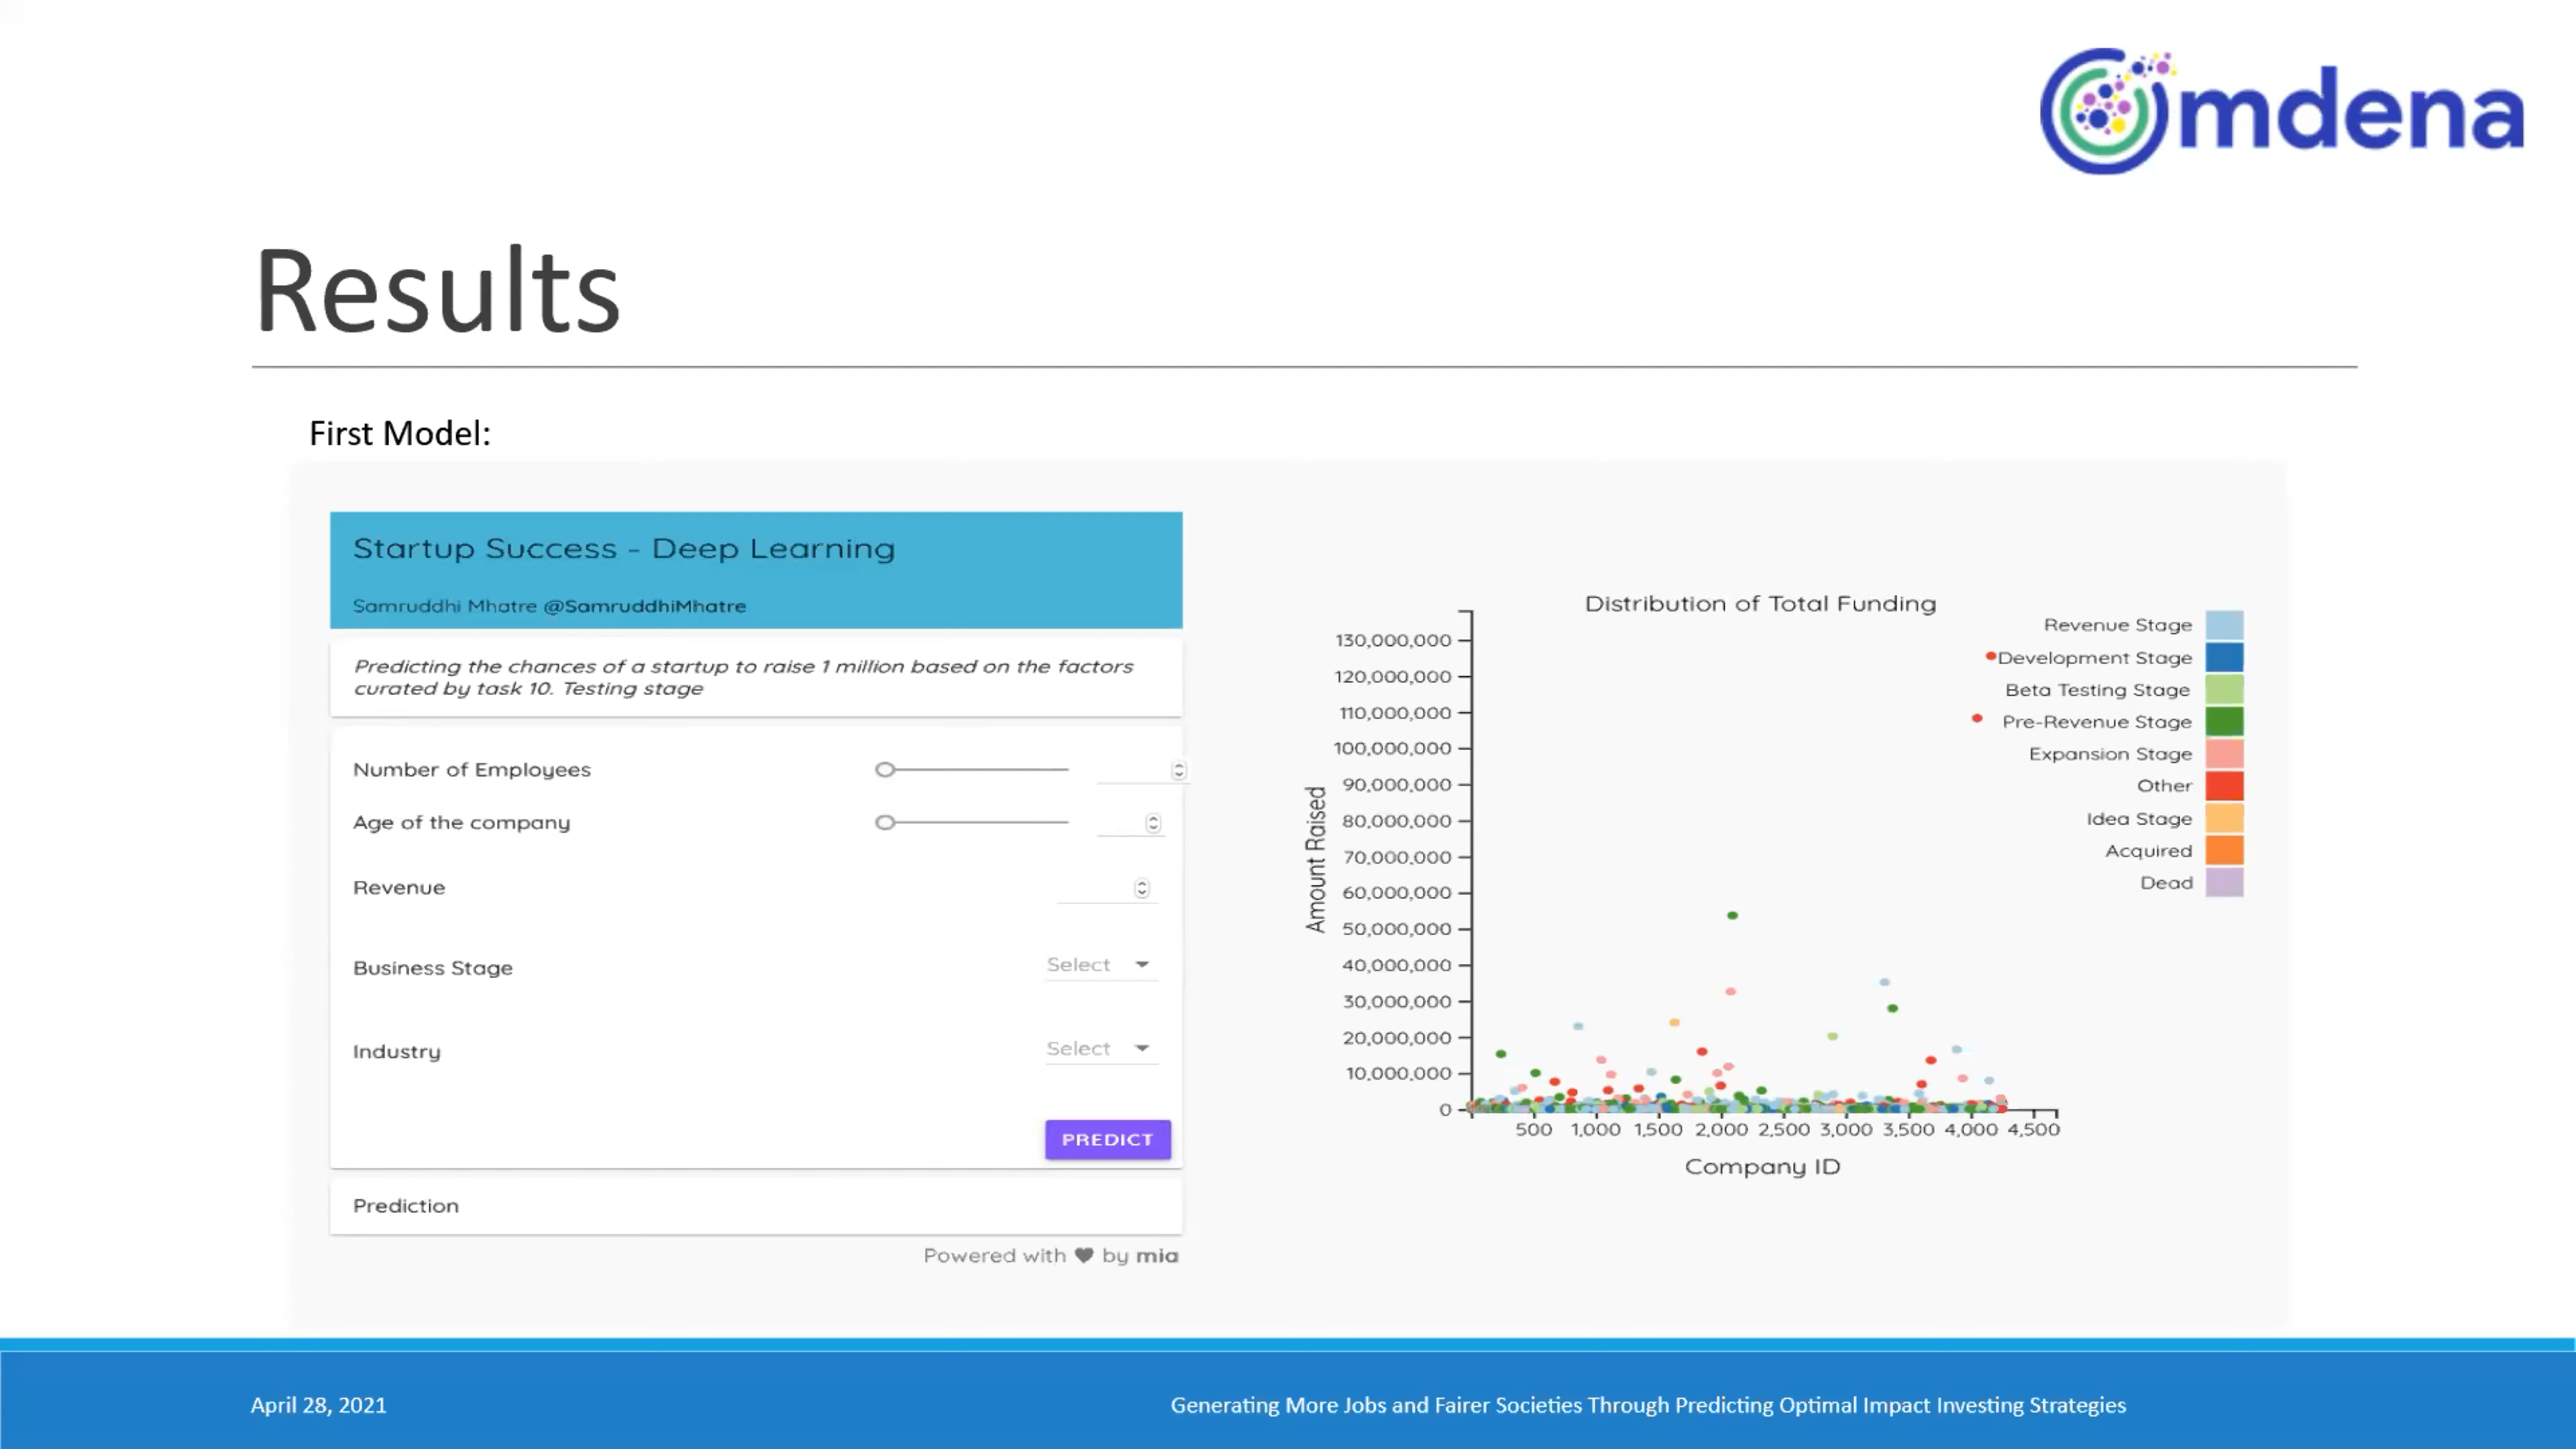 Omdena
Results
First Model:
Startup Success - Deep Learning
Samruddhi Mhatre @SamruddhiMhatre
Predicting the chances of a startup to raise 1 million based on the factors
curated by task 10. Testing stage
Number of Employees
Age of the company
Revenue
Business Stage
Select
Industry
Select
PREDICT
Prediction
Powered with ♥ by mia
Distribution of Total Funding
Amount Raised
130,000,000
120,000,000
110,000,000
100,000,000
90,000,000
80,000,000
70,000,000
60,000,000
50,000,000
40,000,000
30,000,000
20,000,000
10,000,000
0
500 1,000 1,500 2,000 2,500 3,000 3,500 4,000 4,500
Company ID
Revenue Stage
Development Stage
Beta Testing Stage
Pre-Revenue Stage
Expansion Stage
Other
Idea Stage
Acquired
Dead
April 28, 2021
Generating More Jobs and Fairer Societies Through Predicting Optimal Impact Investing Strategies